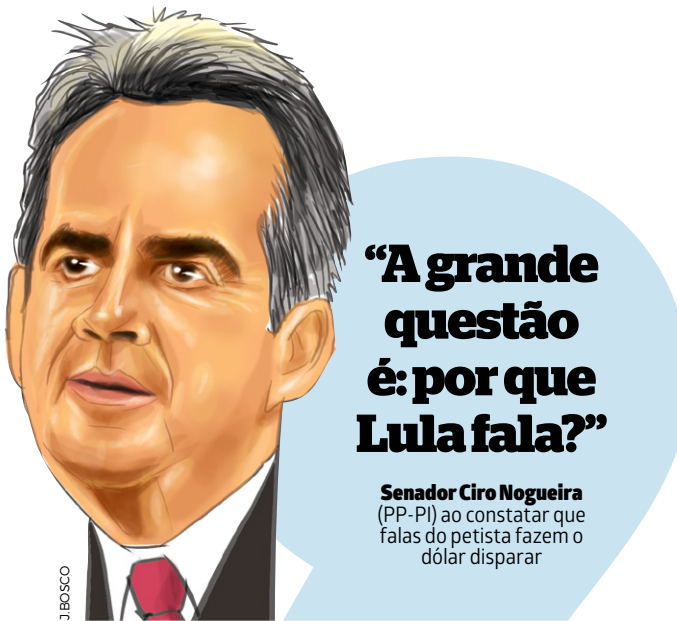 “A grande
questão
é: por que
Lula fala?”
Senador Ciro Nogueira
(PP-PI) ao constatar que
falas do petista fazem o
dólar disparar
J.BOSCO